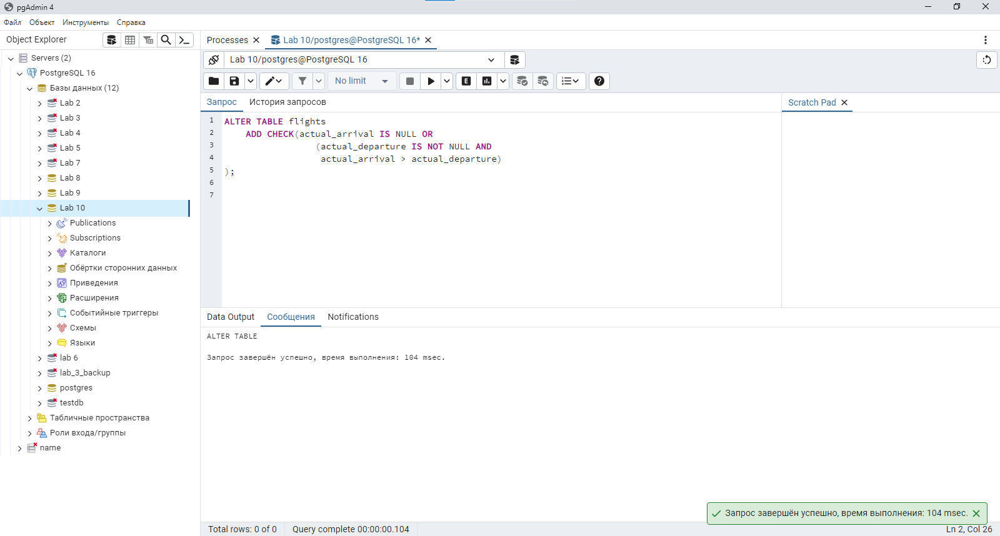 pgAdmin 4
Файл Объект Инструменты Справка
Object Explorer
Servers (2)
PostgreSQL 16
Базы данных (12)
Lab 2
Lab 3
Lab 4
Lab 5
Lab 7
Lab 8
Lab 9
Lab 10
Publications
Subscriptions
Каталоги
Обёртки сторонних данных
Приведения
Расширения
Событийные триггеры
Схемы
Языки
lab 6
lab_3_backup
postgres
testdb
Табличные пространства
Роли входа/группы
name
Processes Lab 10/postgres@PostgreSQL 16*
Lab 10/postgres@PostgreSQL 16
No limit
E
Запрос История запросов
Scratch Pad
1 ALTER TABLE flights
2 ADD CHECK(actual_arrival IS NULL OR
3 (actual_departure IS NOT NULL AND
4 actual_arrival > actual_departure)
5 );
6
7
Data Output Сообщения Notifications
ALTER TABLE
Запрос завершён успешно, время выполнения: 104 msec.
Запрос завершён успешно, время выполнения: 104 msec.
Total rows: 0 of 0 Query complete 00:00:00.104 Ln 2, Col 26